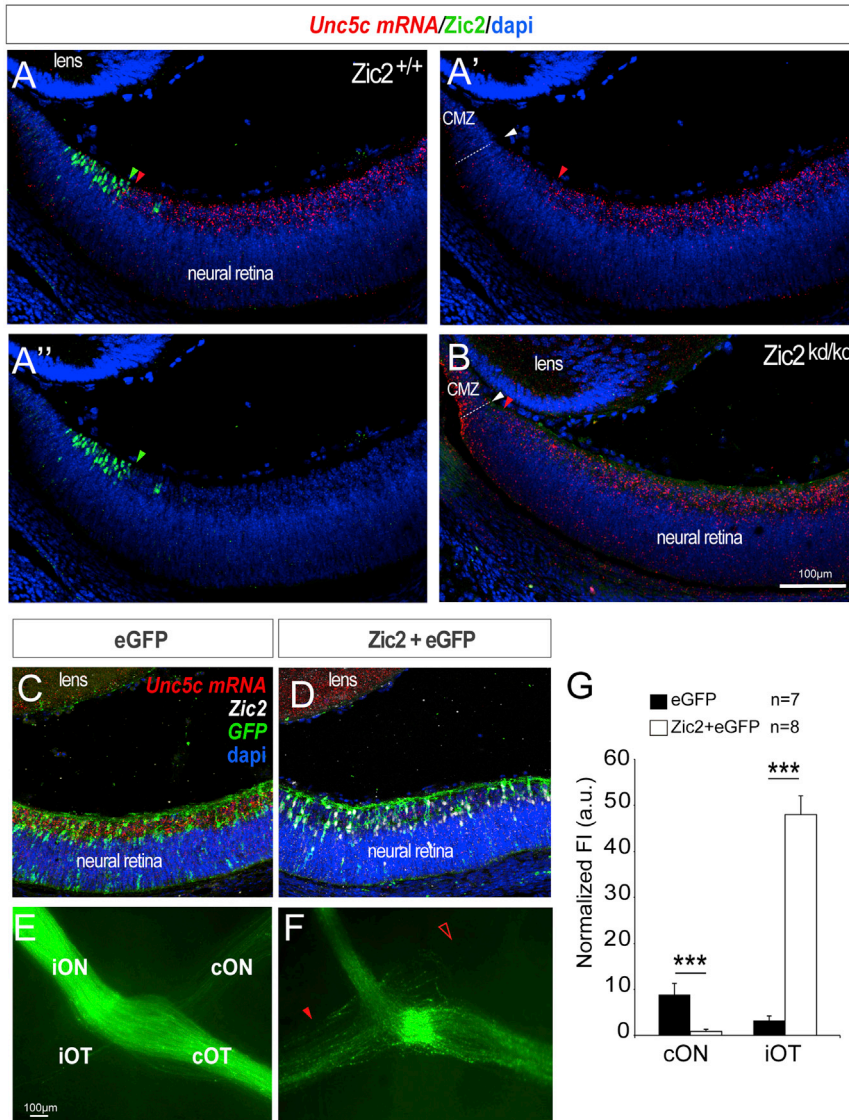 Unc5c mRNA/Zic2/dapi
A
lens
Zic2 +/+
neural retina
A'
CMZ
A''
B
lens
Zic2 kd/kd
CMZ
neural retina
100µm
eGFP
Zic2 + eGFP
C
lens
Unc5c mRNA
Zic2
GFP
dapi
neural retina
D
lens
neural retina
E
iON
cON
iOT
cOT
100µm
F
G
eGFP n=7
Zic2+eGFP n=8
Normalized FI (a.u.)
60
50
40
30
20
10
0
***
***
cON
iOT